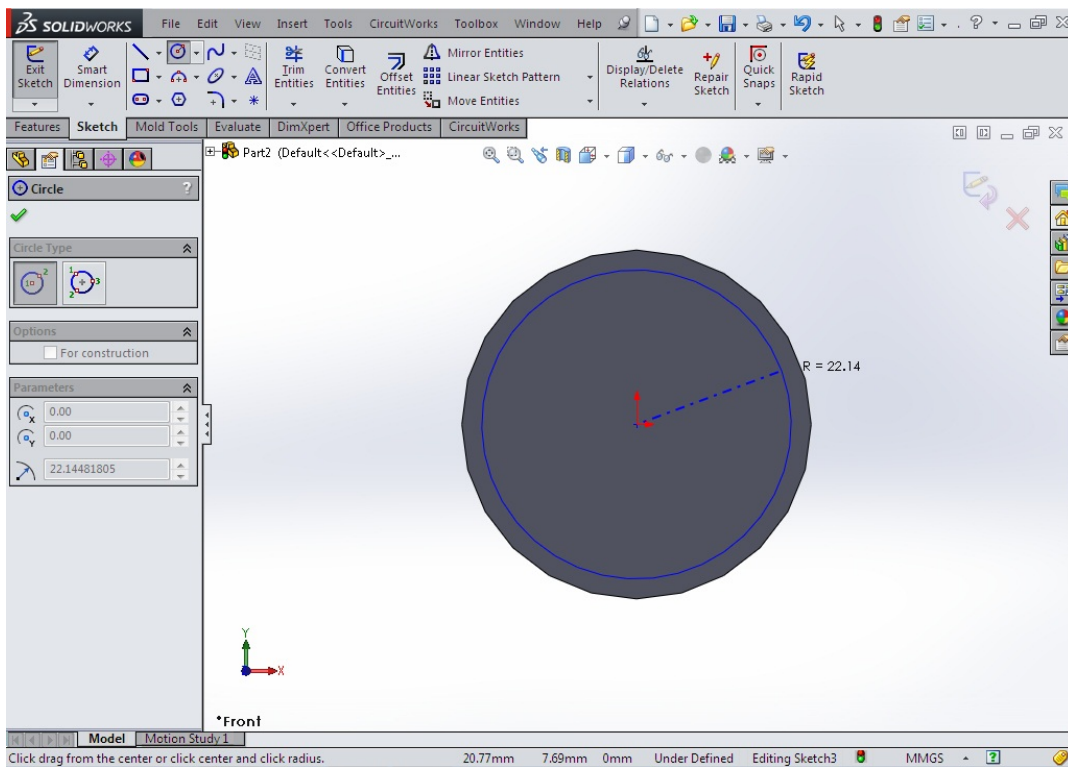 SOLIDWORKS File Edit View Insert Tools CircuitWorks Toolbox Window Help
Exit Sketch
Smart Dimension
Trim Entities
Convert Entities
Offset Entities
Mirror Entities
Linear Sketch Pattern
Move Entities
Display/Delete Relations
Repair Sketch
Quick Snaps
Rapid Sketch
Features Sketch Mold Tools Evaluate DimXpert Office Products CircuitWorks
Part2 (Default<<Default>_...
Circle ?
Circle Type
Options
For construction
Parameters
X 0.00
Y 0.00
22.14481805
R = 22.14
Y
X
*Front
Model Motion Study 1
Click drag from the center or click center and click radius. 20.77mm 7.69mm 0mm Under Defined Editing Sketch3 MMGS ?